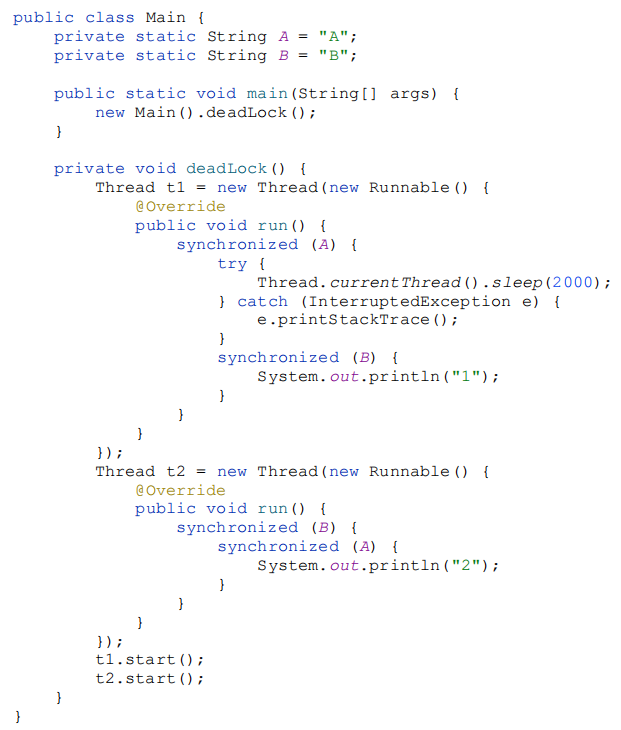 public class Main {
    private static String A = "A";
    private static String B = "B";

    public static void main(String[] args) {
        new Main().deadLock();
    }

    private void deadLock() {
        Thread t1 = new Thread(new Runnable() {
            @Override
            public void run() {
                synchronized (A) {
                    try {
                        Thread.currentThread().sleep(2000);
                    } catch (InterruptedException e) {
                        e.printStackTrace();
                    }
                    synchronized (B) {
                        System.out.println("1");
                    }
                }
            }
        });
        Thread t2 = new Thread(new Runnable() {
            @Override
            public void run() {
                synchronized (B) {
                    synchronized (A) {
                        System.out.println("2");
                    }
                }
            }
        });
        t1.start();
        t2.start();
    }
}